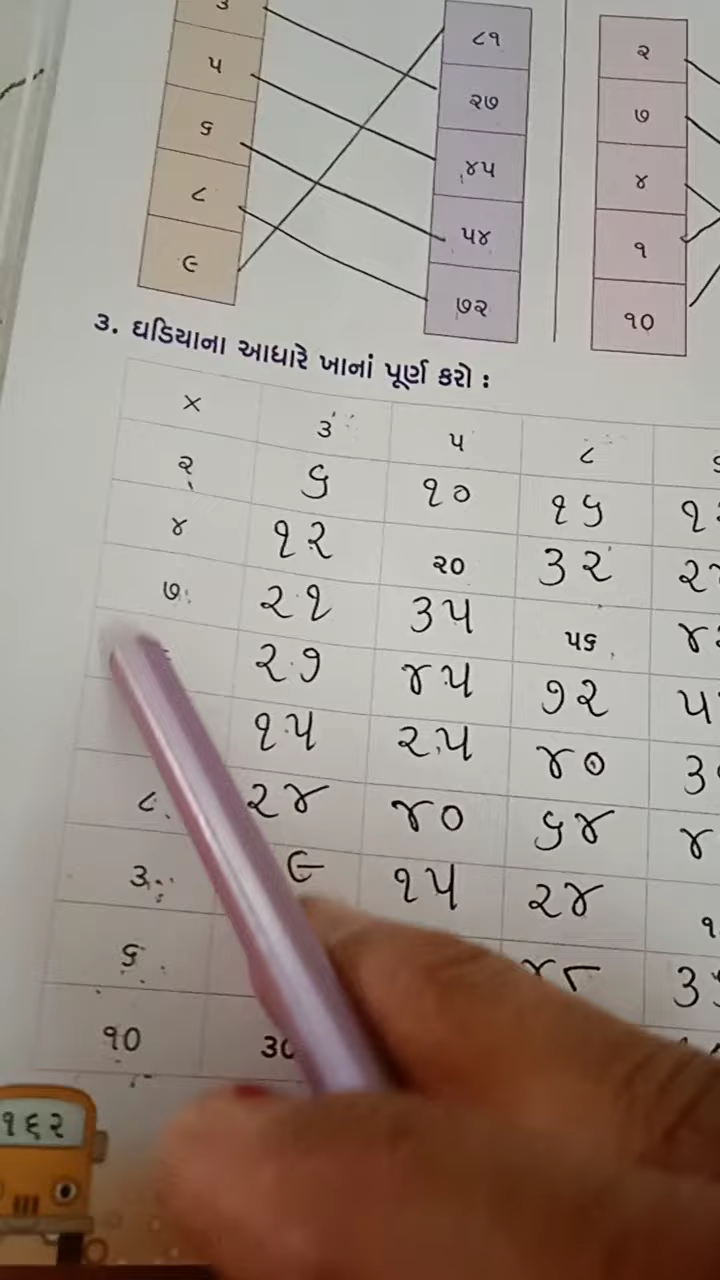 ૩ ૮૧ ૨
૫ ૨૭ ૭
૬ ૪૫ ૪
૮ ૫૪ ૧
૯ ૭૨ ૧૦
૩. ઘડિયાના આધારે ખાનાં પૂર્ણ કરો :
× ૩ ૫ ૮
૨ ૬ ૧૦ ૧૬
૪ ૧૨ ૨૦ ૩૨
૭ ૨૧ ૩૫ ૫૬
૨૭ ૪૫ ૭૨
૧૫ ૨૫ ૪૦
૮ ૨૪ ૪૦ ૬૪
૩ ૯ ૧૫ ૨૪
૬ ૪૮
૧૦ ૩૦
૧૬૨